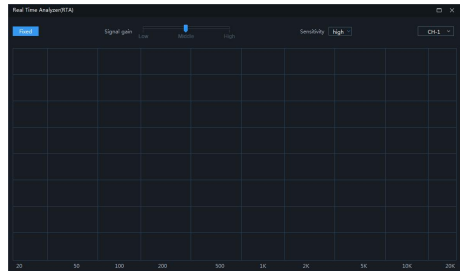 Real Time Analyzer(RTA)
Fixed Signal gain Low High Sensitivity high CH-1
20 50 100 200 500 1K 2K 5K 10K 20K